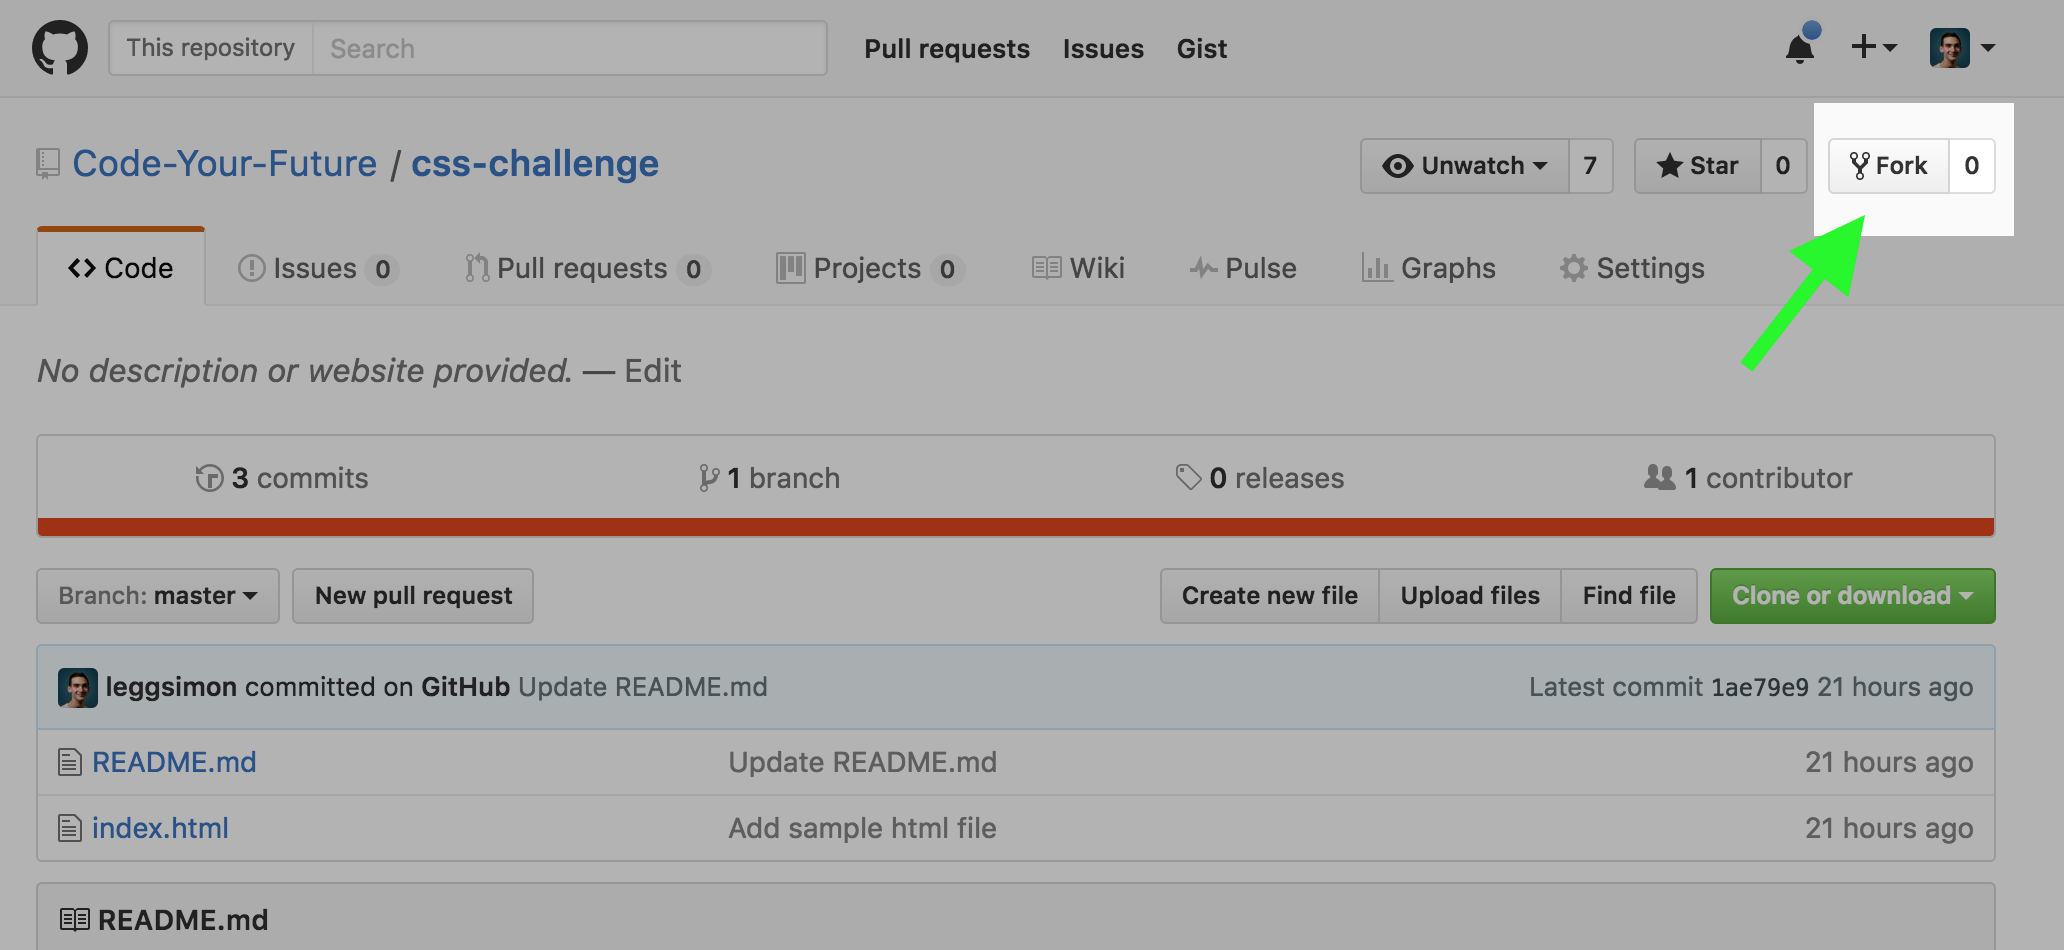 This repository Search Pull requests Issues Gist
Code-Your-Future / css-challenge Unwatch 7 Star 0 Fork 0
Code Issues 0 Pull requests 0 Projects 0 Wiki Pulse Graphs Settings
No description or website provided. — Edit
3 commits 1 branch 0 releases 1 contributor
Branch: master New pull request Create new file Upload files Find file Clone or download
leggsimon committed on GitHub Update README.md Latest commit 1ae79e9 21 hours ago
README.md Update README.md 21 hours ago
index.html Add sample html file 21 hours ago
README.md